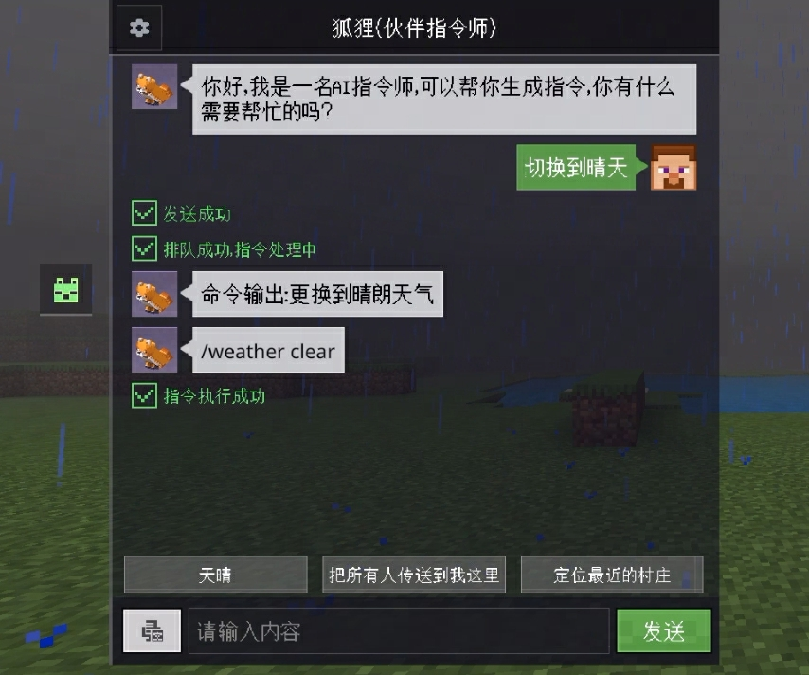 狐狸(伙伴指令师)
你好,我是一名AI指令师,可以帮你生成指令,你有什么
需要帮忙的吗?
切换到晴天
发送成功
排队成功,指令处理中
命令输出:更换到晴朗天气
/weather clear
指令执行成功
天晴
把所有人传送到我这里
定位最近的村庄
请输入内容
发送